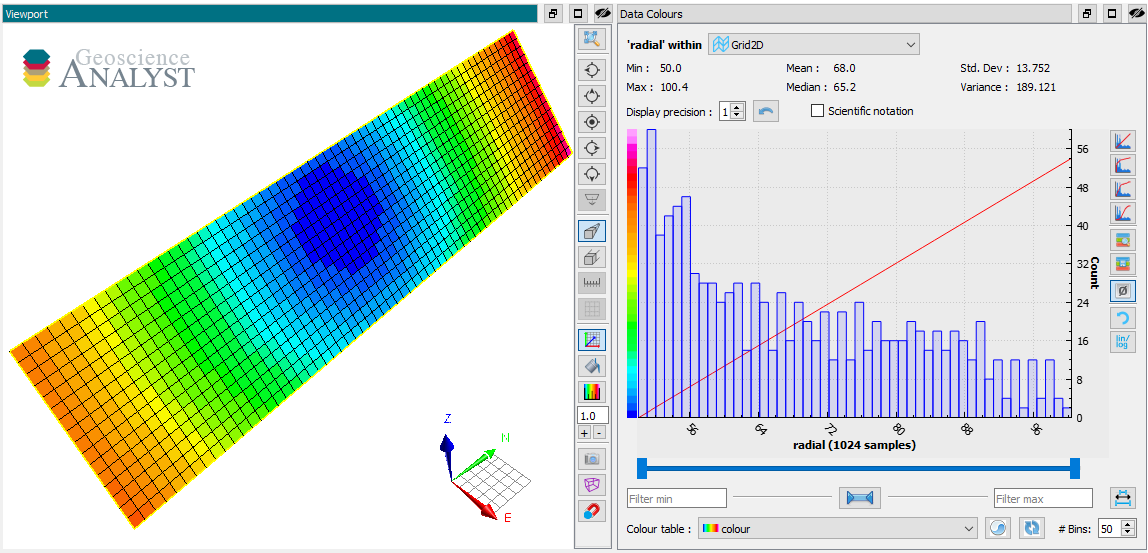 Viewport
Geoscience
ANALYST
Z
N
E
1.0
+ -
Data Colours
'radial' within Grid2D
Min : 50.0 Mean : 68.0 Std. Dev : 13.752
Max : 100.4 Median : 65.2 Variance : 189.121
Display precision : 1 Scientific notation
56
48
40
32
24
16
8
0
Count
56 64 72 80 88 96
radial (1024 samples)
lin/
log
Filter min Filter max
Colour table : colour # Bins: 50